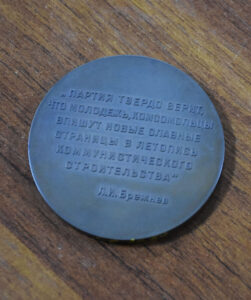 „ПАРТИЯ ТВЕРДО ВЕРИТ,
ЧТО МОЛОДЕЖЬ, КОМСОМОЛЬЦЫ
ВПИШУТ НОВЫЕ СЛАВНЫЕ
СТРАНИЦЫ В ЛЕТОПИСЬ
КОММУНИСТИЧЕСКОГО
СТРОИТЕЛЬСТВА"
Л.И. Брежнев